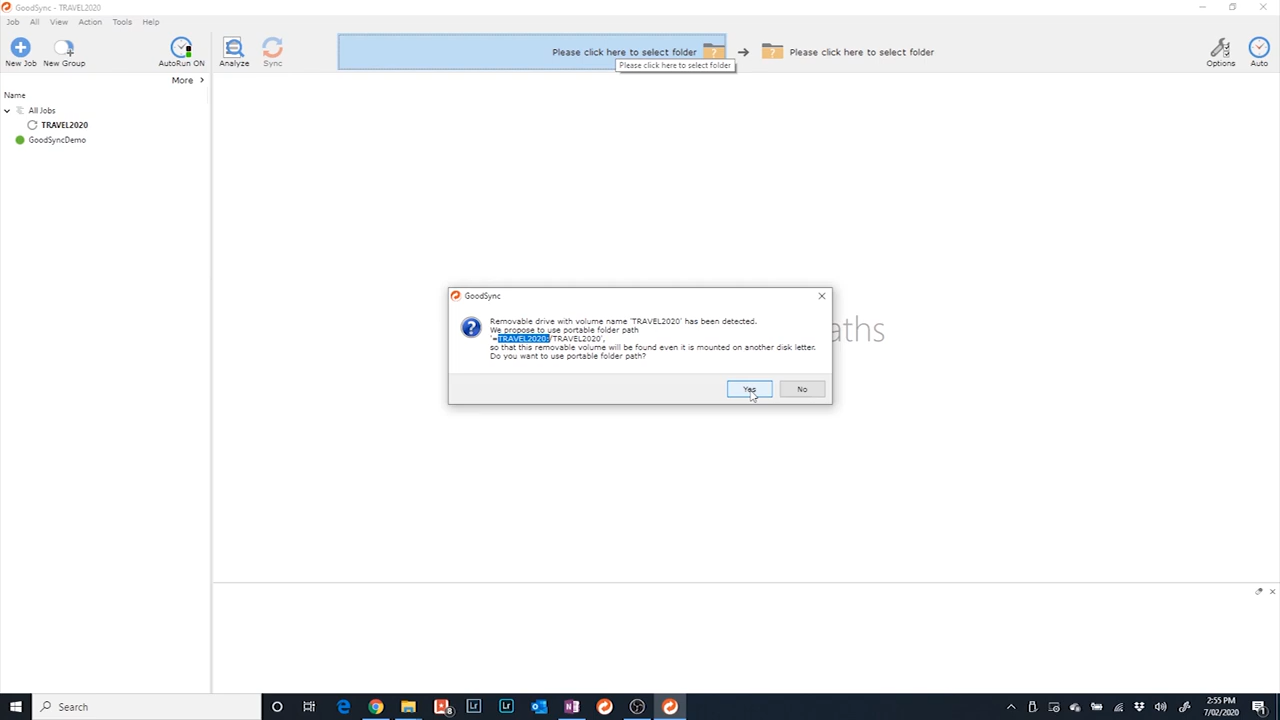 GoodSync - TRAVEL2020
Job All View Action Tools Help
New Job New Group AutoRun ON Analyze Sync Please click here to select folder Please click here to select folder Options Auto
Please click here to select folder
More
Name
All Jobs
TRAVEL2020
GoodSyncDemo
GoodSync
Removable drive with volume name 'TRAVEL2020' has been detected.
We propose to use portable folder path
'=TRAVEL2020:/TRAVEL2020',
so that this removable volume will be found even it is mounted on another disk letter.
Do you want to use portable folder path?
Yes No
aths
Search
8
2:55 PM
7/02/2020
1